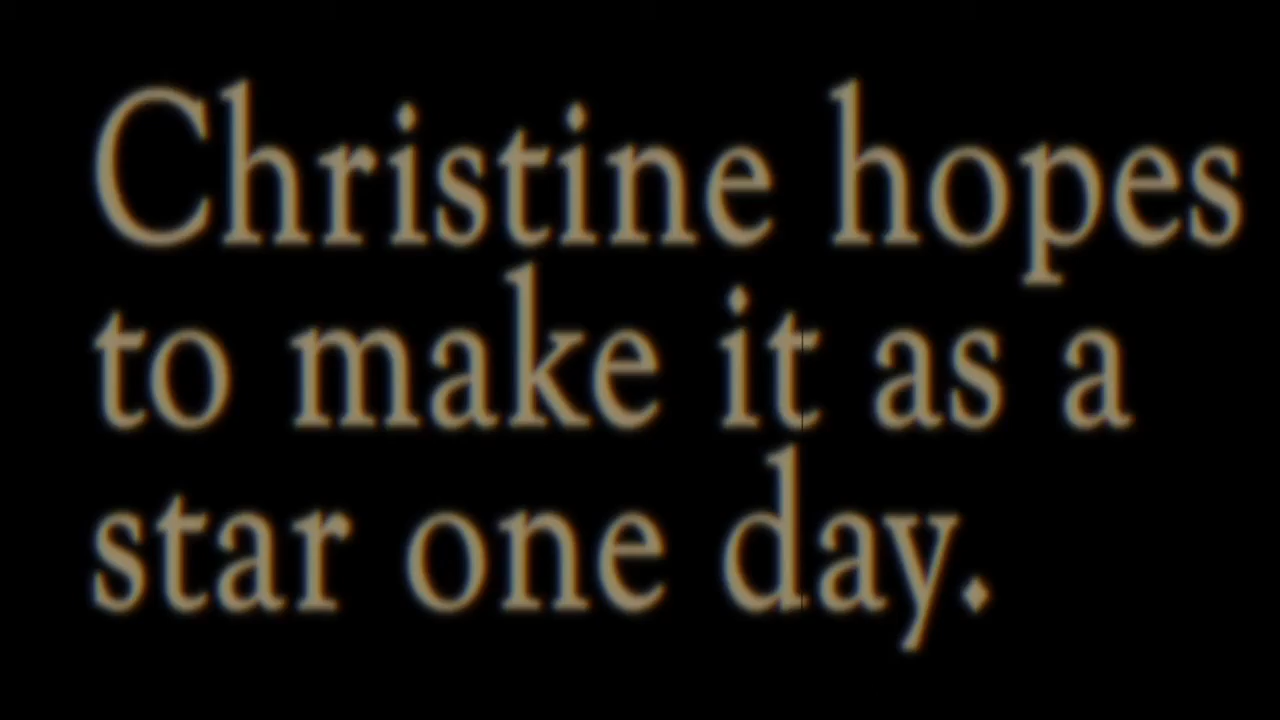 Christine hopes
to make it as a
star one day.